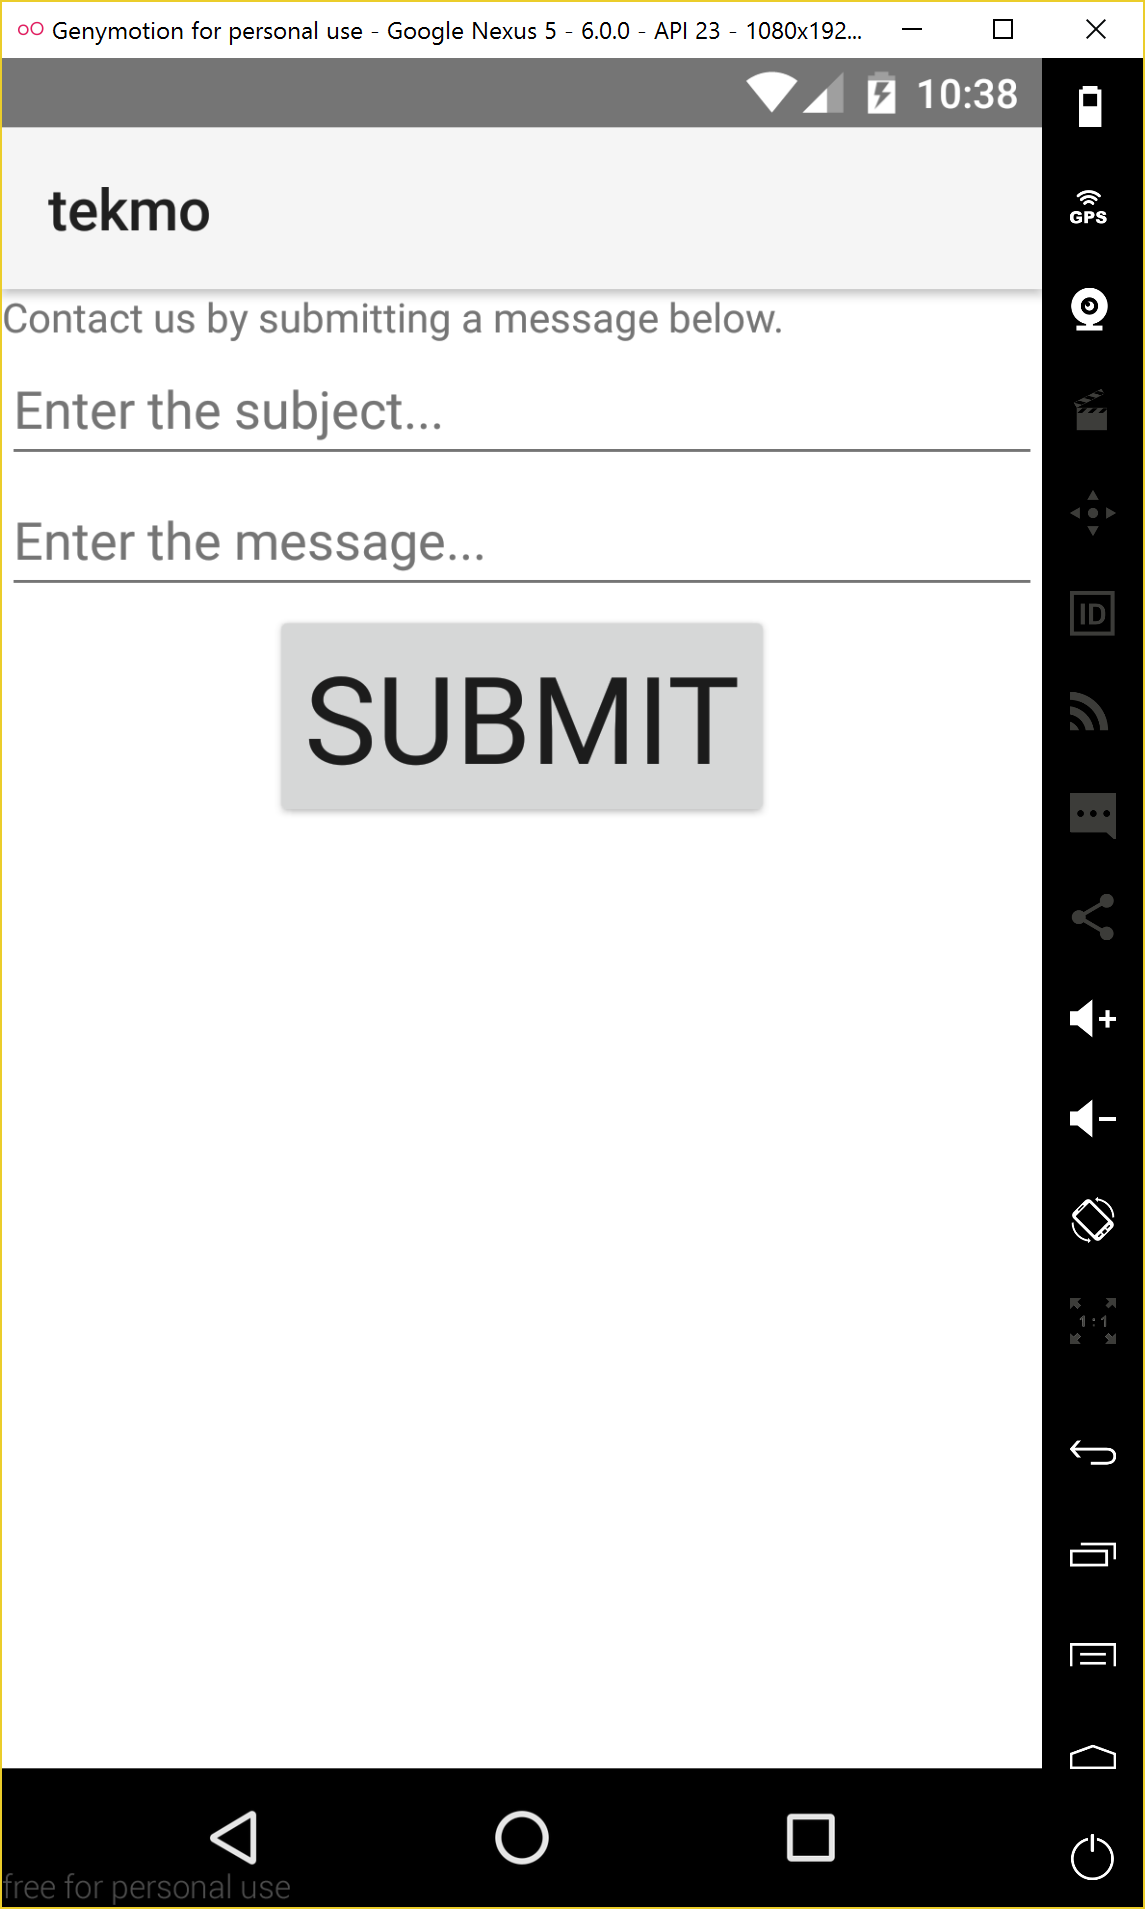 Genymotion for personal use - Google Nexus 5 - 6.0.0 - API 23 - 1080x192...
10:38
tekmo
GPS
Contact us by submitting a message below.
Enter the subject...
Enter the message...
ID
SUBMIT
1:1
free for personal use